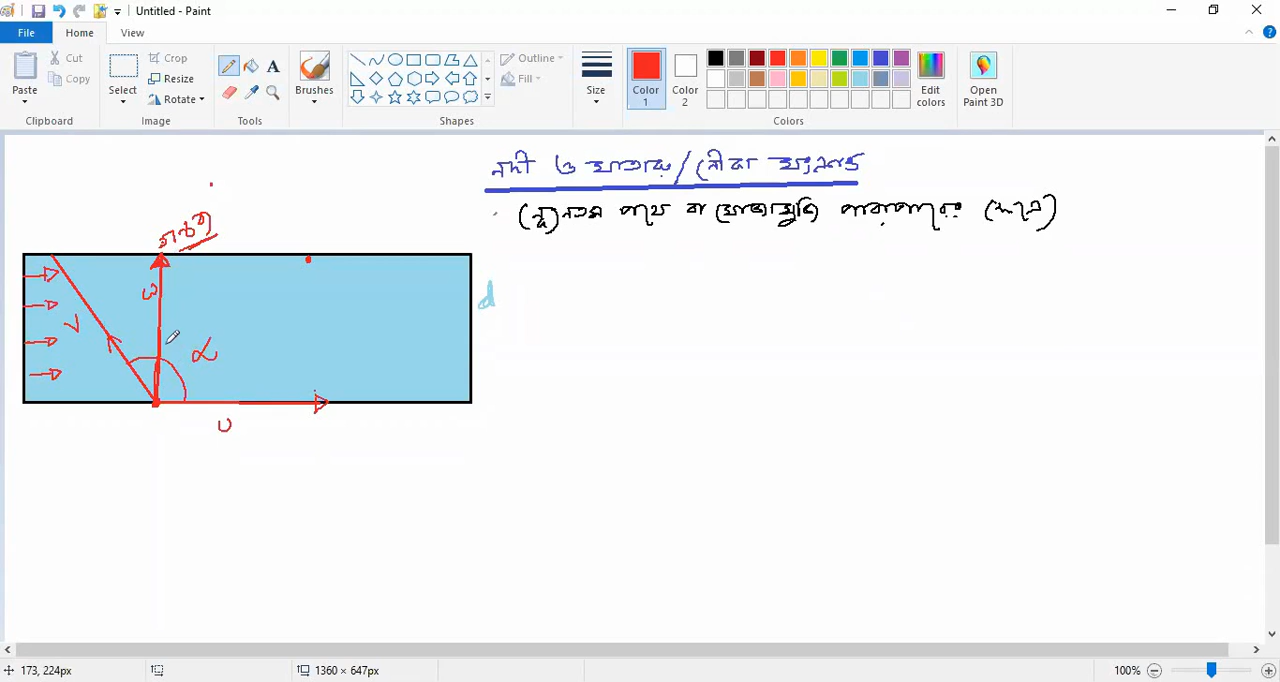 Untitled - Paint
File Home View
Paste Cut Copy
Clipboard
Select Crop Resize Rotate
Image
A
Tools
Brushes
Shapes
Outline Fill
Size
Color 1 Color 2
Edit colors
Colors
Open Paint 3D
নদী ও / নৌকা
পথে বা সোজাসুজি পারাপারের
ω
v
α
u
d
173, 224px
1360 × 647px
100%